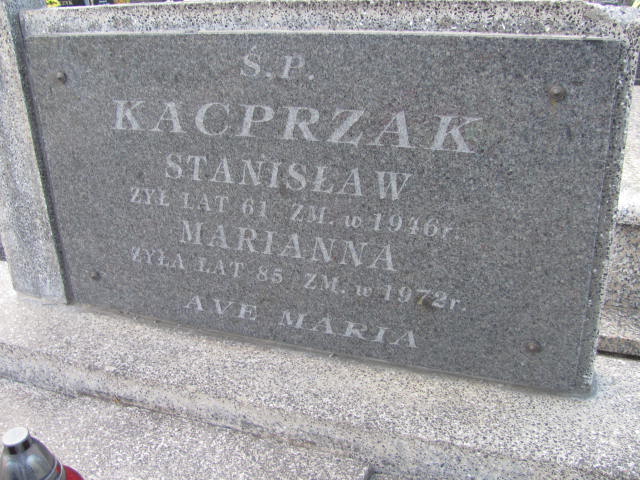 Ś.P.
KACPRZAK
STANISŁAW
ŻYŁ LAT 61 ZM. w 1946r.
MARIANNA
ŻYŁA LAT 85 ZM. w 1972r.
AVE MARIA